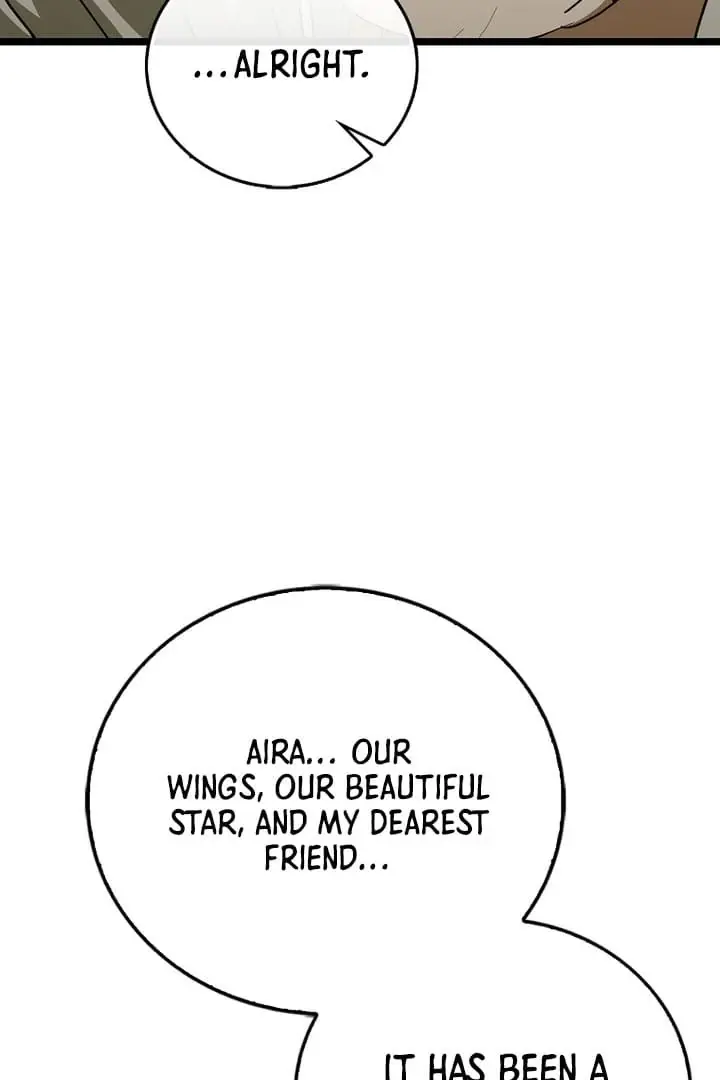 ...ALRIGHT.
AIRA... OUR
WINGS, OUR BEAUTIFUL
STAR, AND MY DEAREST
FRIEND...
IT HAS BEEN A